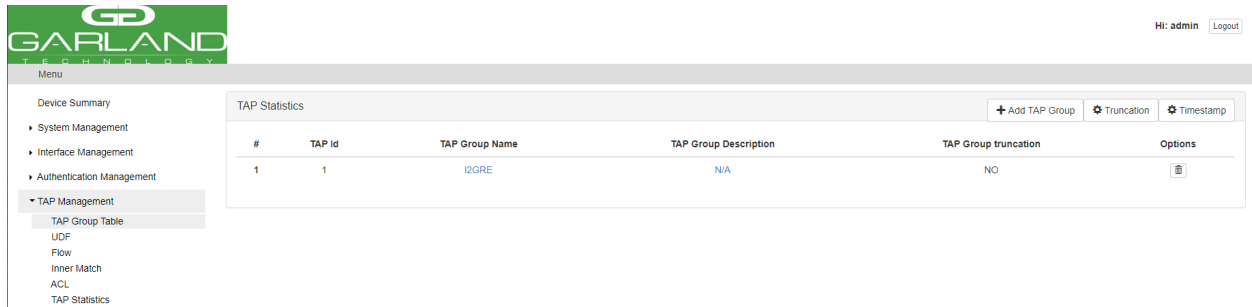 GARLAND
TECHNOLOGY
Hi: admin Logout
Menu
Device Summary
System Management
Interface Management
Authentication Management
TAP Management
TAP Group Table
UDF
Flow
Inner Match
ACL
TAP Statistics
TAP Statistics
Add TAP Group Truncation Timestamp
# TAP Id TAP Group Name TAP Group Description TAP Group truncation Options
1 1 l2GRE N/A NO